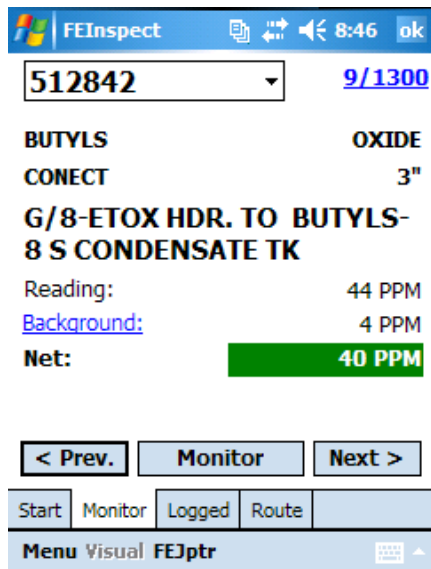 FEInspect 8:46 ok
512842 9/1300
BUTYLS OXIDE
CONECT 3"
G/8-ETOX HDR. TO BUTYLS-
8 S CONDENSATE TK
Reading: 44 PPM
Background: 4 PPM
Net: 40 PPM
< Prev. Monitor Next >
Start Monitor Logged Route
Menu Visual FEJptr